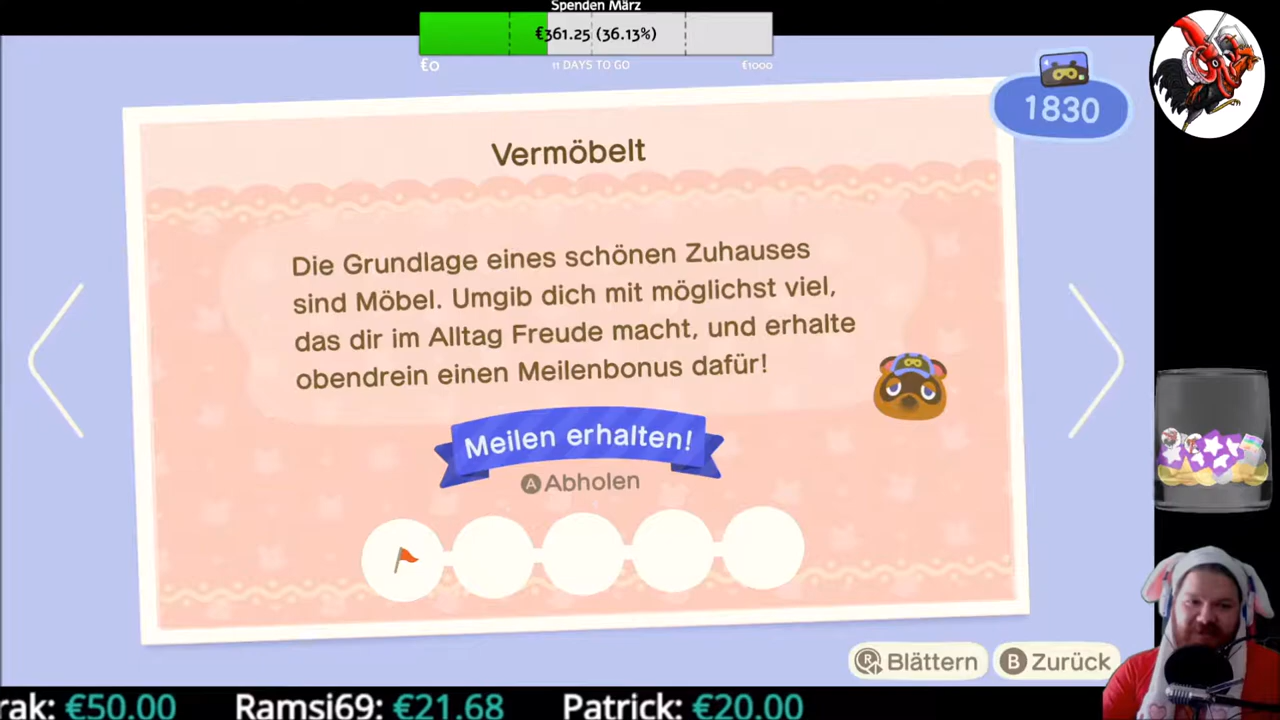 Spenden März
€361.25 (36.13%)
€0 11 DAYS TO GO €1000
1830
Vermöbelt
Die Grundlage eines schönen Zuhauses
sind Möbel. Umgib dich mit möglichst viel,
das dir im Alltag Freude macht, und erhalte
obendrein einen Meilenbonus dafür!
Meilen erhalten!
A Abholen
R Blättern B Zurück
rak: €50.00 Ramsi69: €21.68 Patrick: €20.00